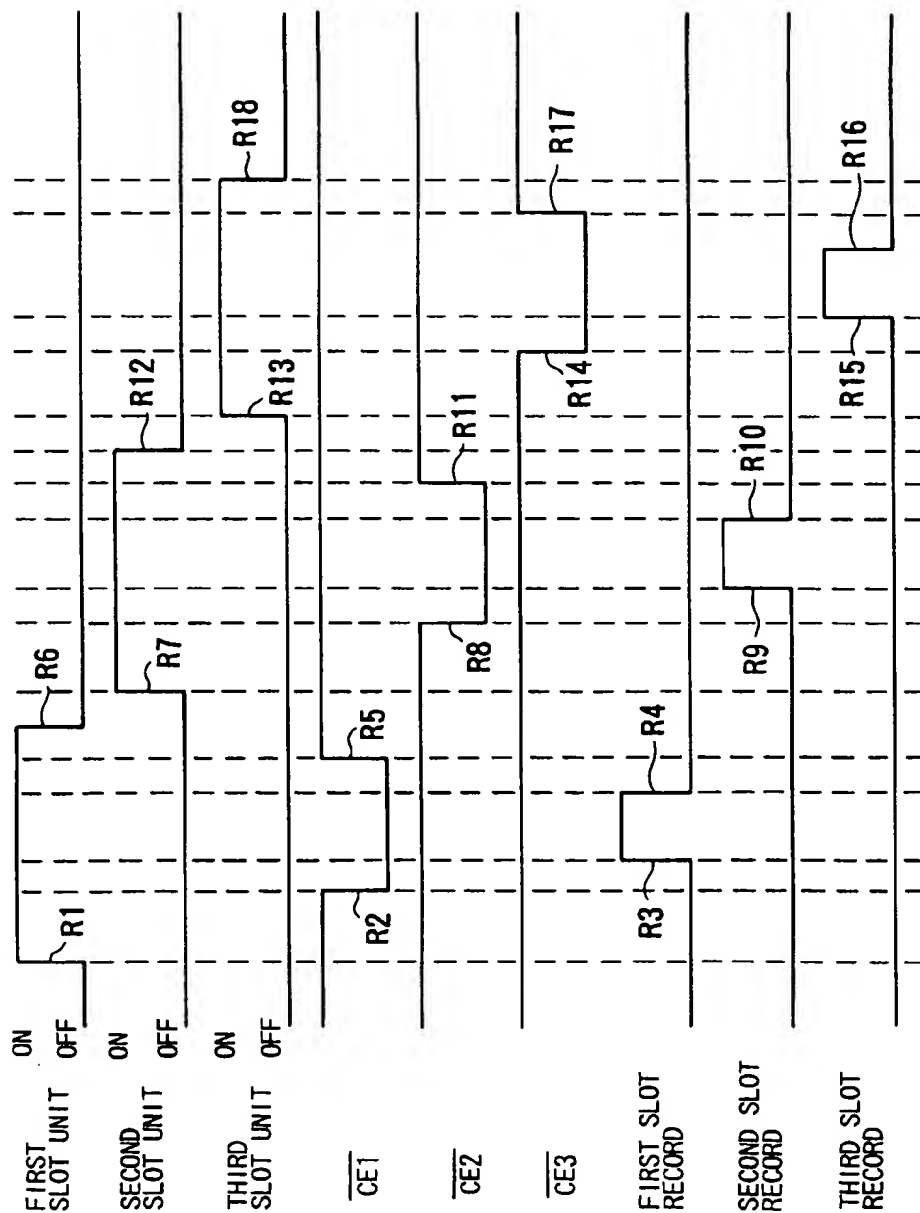 FIRST
SLOT UNIT
ON
OFF
R1
R6
SECOND
SLOT UNIT
ON
OFF
R7
R12
THIRD
SLOT UNIT
ON
OFF
R13
R18
CE1
R2
R5
CE2
R8
R11
CE3
R14
R17
FIRST SLOT
RECORD
R3
R4
SECOND SLOT
RECORD
R9
R10
THIRD SLOT
RECORD
R15
R16